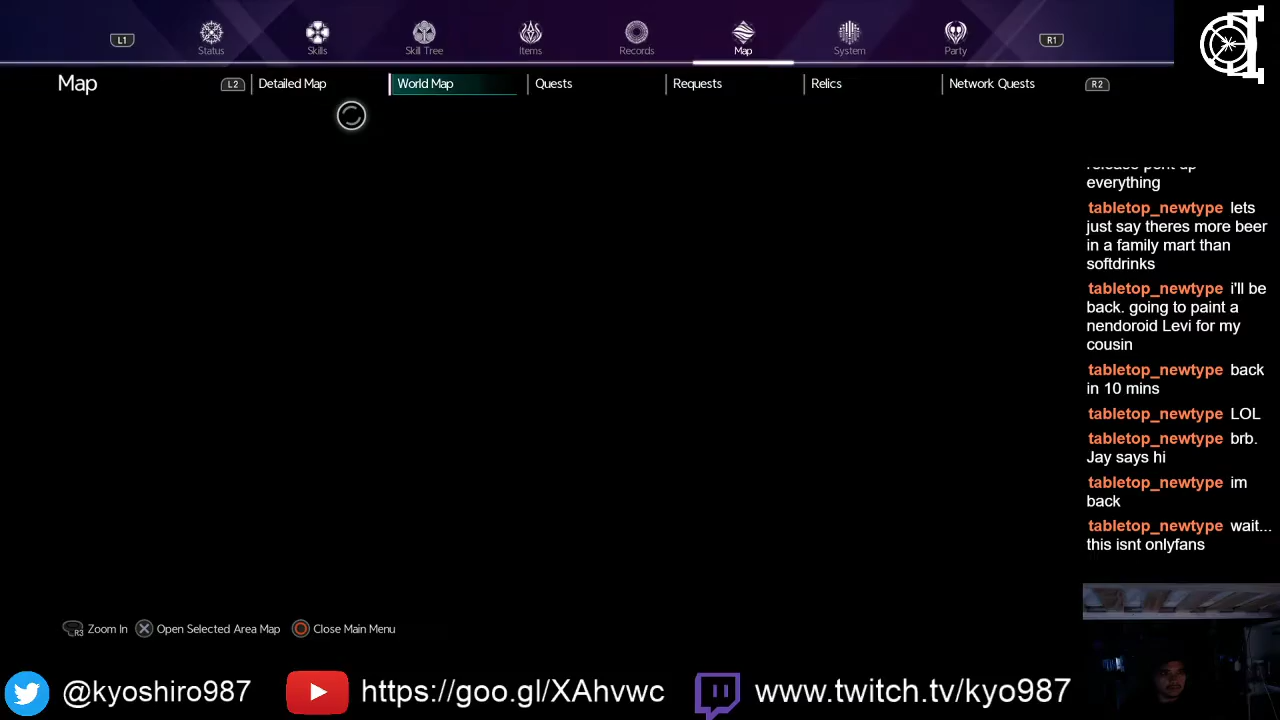 L1
Status
Skills
Skill Tree
Items
Records
Map
System
Party
R1
Map
L2
Detailed Map
World Map
Quests
Requests
Relics
Network Quests
R2
everything
tabletop_newtype lets
just say theres more beer
in a family mart than
softdrinks
tabletop_newtype i'll be
back. going to paint a
nendoroid Levi for my
cousin
tabletop_newtype back
in 10 mins
tabletop_newtype LOL
tabletop_newtype brb.
Jay says hi
tabletop_newtype im
back
tabletop_newtype wait...
this isnt onlyfans
R3 Zoom In
Open Selected Area Map
Close Main Menu
@kyoshiro987
https://goo.gl/XAhvwc
www.twitch.tv/kyo987